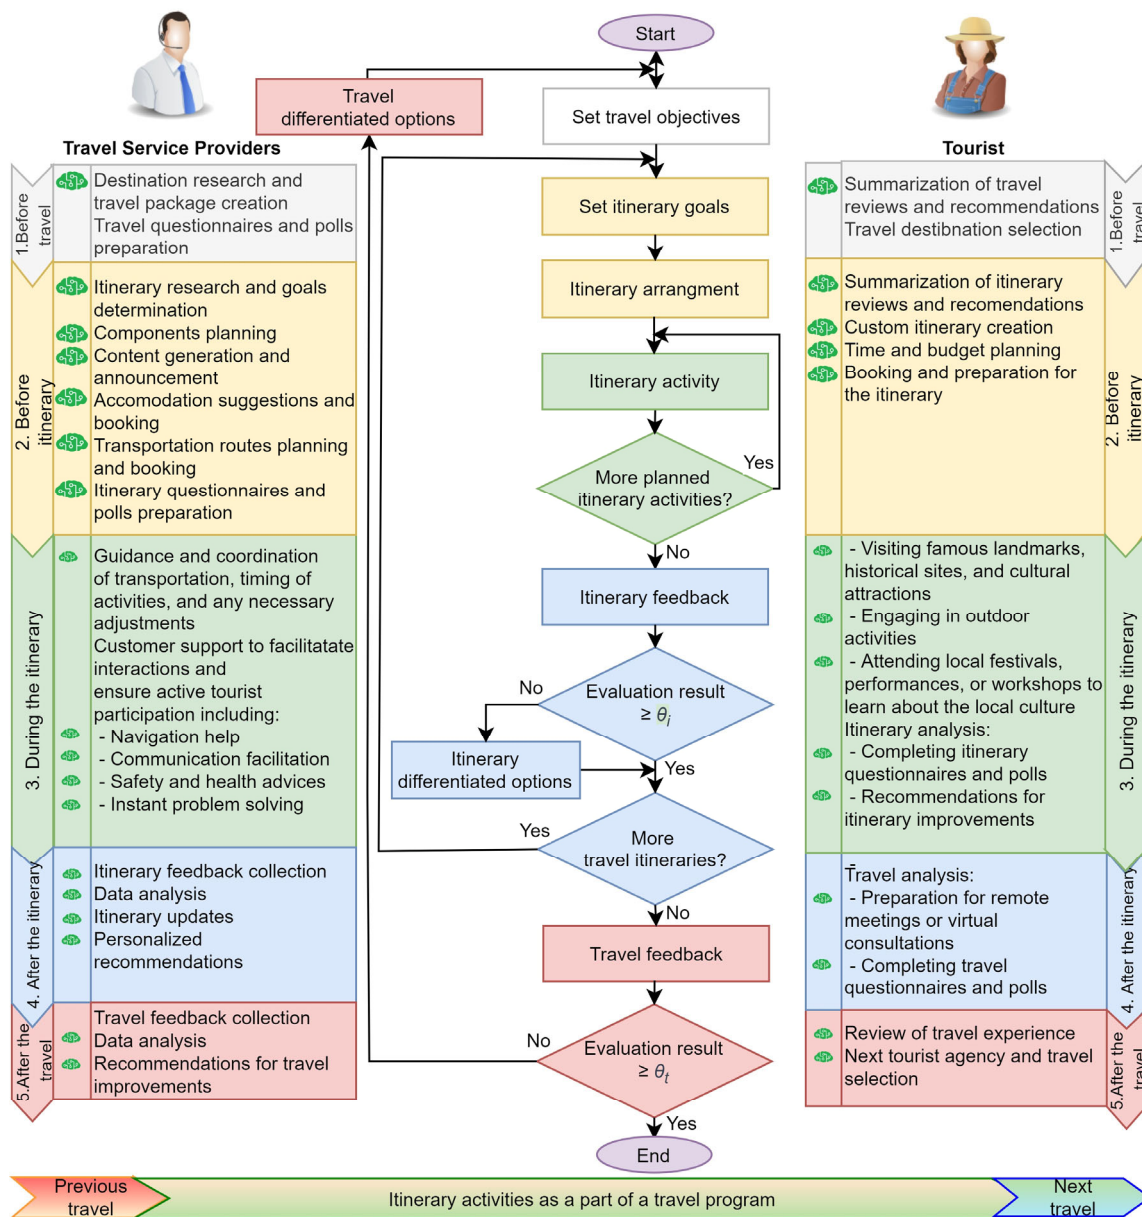 Start
Travel
differentiated options
Set travel objectives
Travel Service Providers
Tourist
1.Before
travel
Destination research and
travel package creation
Travel questionnaires and polls
preparation
2. Before
itinerary
Itinerary research and goals
determination
Components planning
Content generation and
announcement
Accomodation suggestions and
booking
Transportation routes planning
and booking
Itinerary questionnaires and
polls preparation
3. During the itinerary
Guidance and coordination
of transportation, timing of
activities, and any necessary
adjustments
Customer support to facilitatate
interactions and
ensure active tourist
participation including:
- Navigation help
- Communication facilitation
- Safety and health advices
- Instant problem solving
4. After the itinerary
Itinerary feedback collection
Data analysis
Itinerary updates
Personalized
recommendations
5.After the
travel
Travel feedback collection
Data analysis
Recommendations for travel
improvements
Set itinerary goals
Itinerary arrangment
Itinerary activity
More planned
itinerary activities?
Yes
No
Itinerary feedback
Evaluation result
≥ θi
No
Yes
Itinerary
differentiated options
More
travel itineraries?
Yes
No
Travel feedback
Evaluation result
≥ θt
No
Yes
End
Summarization of travel
reviews and recommendations
Travel destibnation selection
1.Before
travel
Summarization of itinerary
reviews and recomendations
Custom itinerary creation
Time and budget planning
Booking and preparation for
the itinerary
2. Before
itinerary
- Visiting famous landmarks,
historical sites, and cultural
attractions
- Engaging in outdoor
activities
- Attending local festivals,
performances, or workshops to
learn about the local culture
Itinerary analysis:
- Completing itinerary
questionnaires and polls
- Recommendations for
itinerary improvements
3. During the itinerary
Travel analysis:
- Preparation for remote
meetings or virtual
consultations
- Completing travel
questionnaires and polls
4. After the itinerary
Review of travel experience
Next tourist agency and travel
selection
5.After the
travel
Previous
travel
Itinerary activities as a part of a travel program
Next
travel